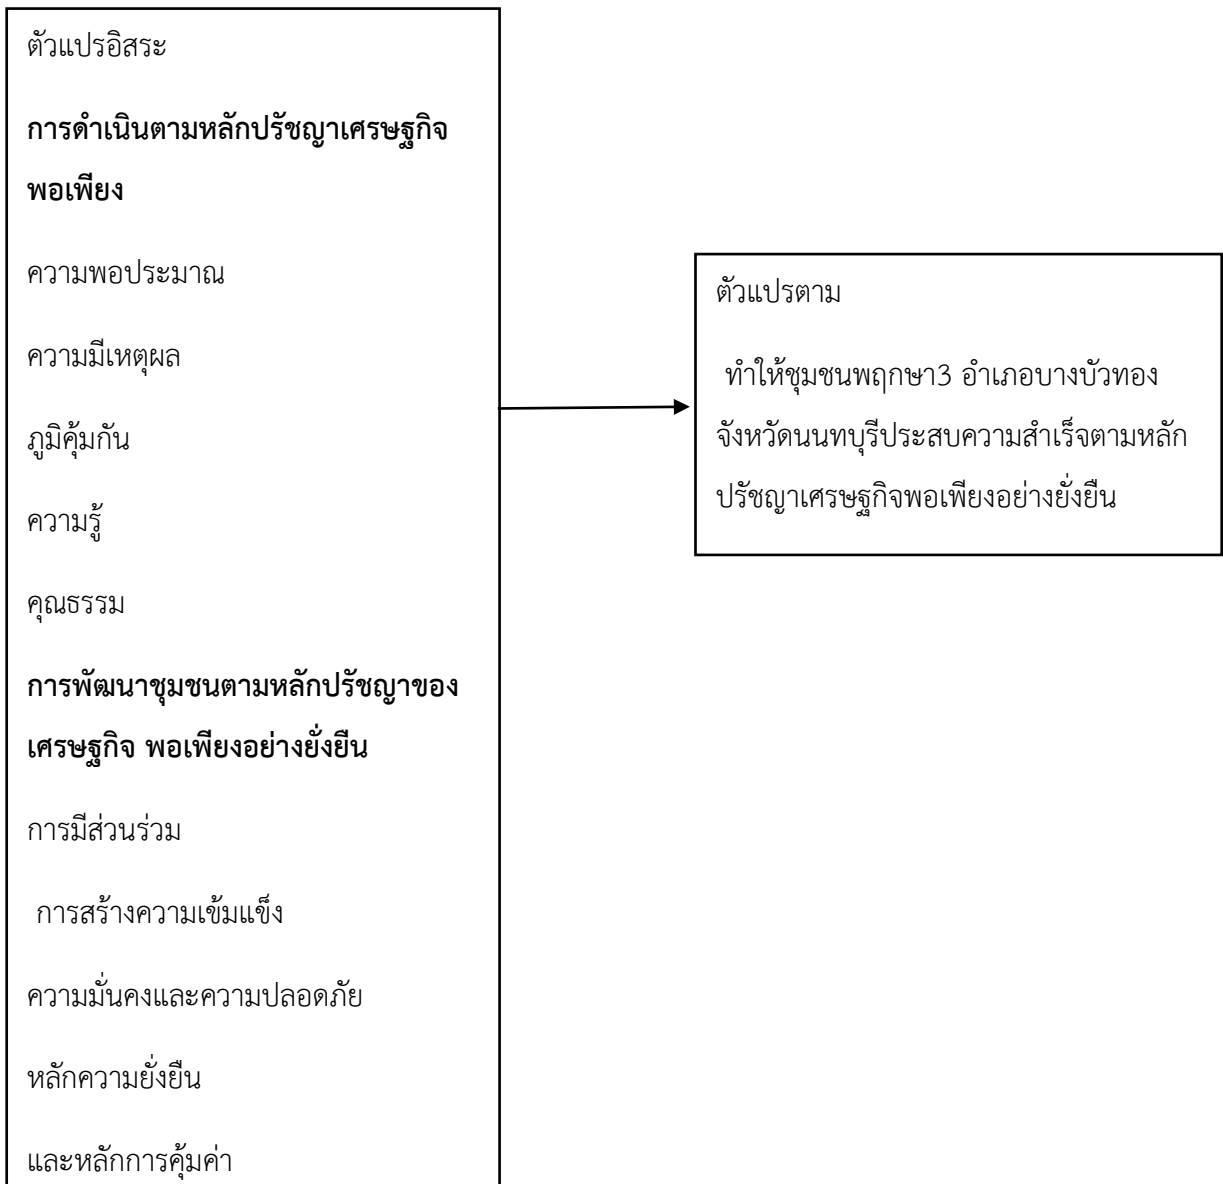 ตัวแปรอิสระ
การดำเนินตามหลักปรัชญาเศรษฐกิจ
พอเพียง
ความพอประมาณ
ความมีเหตุผล
ภูมิคุ้มกัน
ความรู้
คุณธรรม
การพัฒนาชุมชนตามหลักปรัชญาของ
เศรษฐกิจ พอเพียงอย่างยั่งยืน
การมีส่วนร่วม
การสร้างความเข้มแข็ง
ความมั่นคงและความปลอดภัย
หลักความยั่งยืน
และหลักการคุ้มค่า
ตัวแปรตาม
ทำให้ชุมชนพฤกษา3 อำเภอบางบัวทอง
จังหวัดนนทบุรีประสบความสำเร็จตามหลัก
ปรัชญาเศรษฐกิจพอเพียงอย่างยั่งยืน